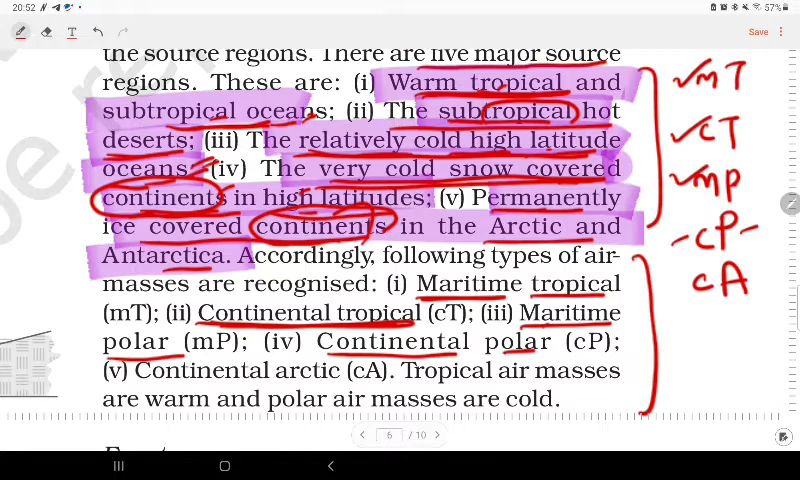 20:52
57%
T
Save
the source regions. There are five major source
regions. These are: (i) Warm tropical and
subtropical oceans; (ii) The subtropical hot
deserts; (iii) The relatively cold high latitude
oceans; (iv) The very cold snow covered
continents in high latitudes; (v) Permanently
ice covered continents in the Arctic and
Antarctica. Accordingly, following types of air-
masses are recognised: (i) Maritime tropical
(mT); (ii) Continental tropical (cT); (iii) Maritime
polar (mP); (iv) Continental polar (cP);
(v) Continental arctic (cA). Tropical air masses
are warm and polar air masses are cold.
mT
cT
mp
-cP-
cA
6 / 10